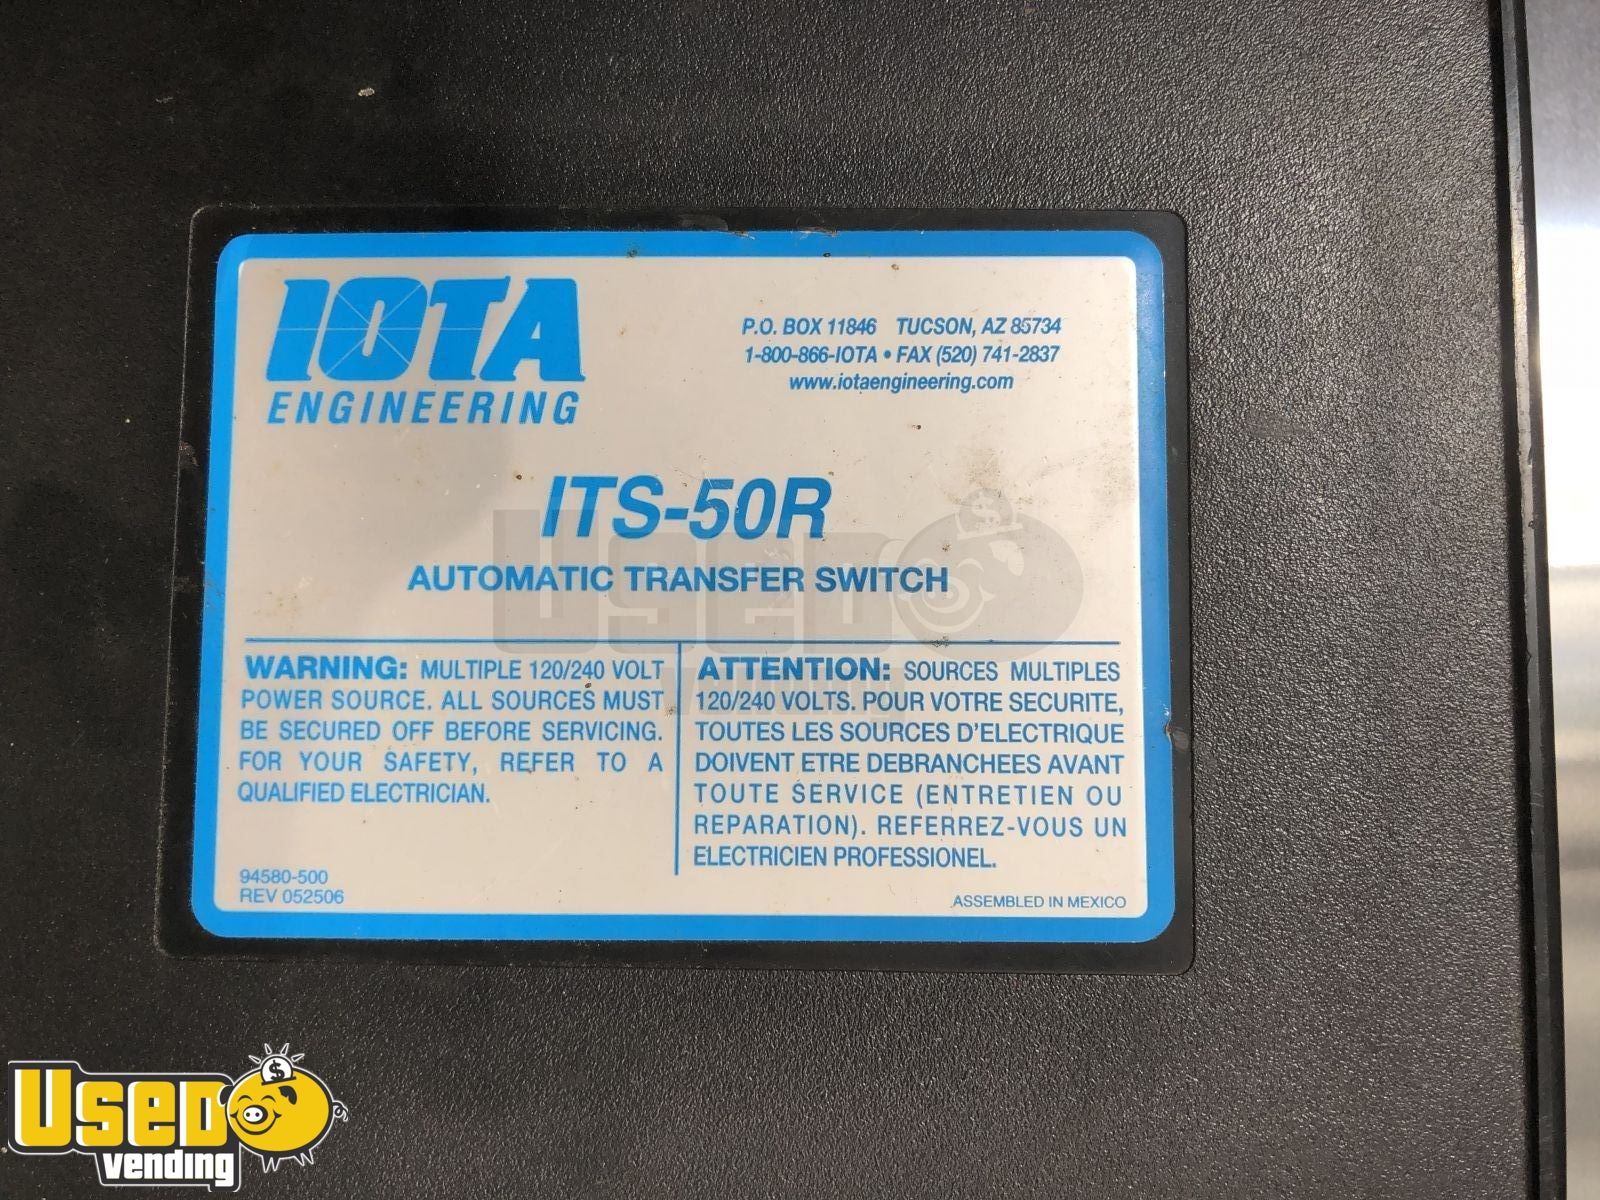 IOTA
ENGINEERING
P.O. BOX 11846 TUCSON, AZ 85734
1-800-866-IOTA • FAX (520) 741-2837
www.iotaengineering.com
ITS-50R
AUTOMATIC TRANSFER SWITCH
WARNING: MULTIPLE 120/240 VOLT
POWER SOURCE. ALL SOURCES MUST
BE SECURED OFF BEFORE SERVICING.
FOR YOUR SAFETY, REFER TO A
QUALIFIED ELECTRICIAN.
94580-500
REV 052506
ATTENTION: SOURCES MULTIPLES
120/240 VOLTS. POUR VOTRE SECURITE,
TOUTES LES SOURCES D'ELECTRIQUE
DOIVENT ETRE DEBRANCHEES AVANT
TOUTE SERVICE (ENTRETIEN OU
REPARATION). REFERREZ-VOUS UN
ELECTRICIEN PROFESSIONEL.
ASSEMBLED IN MEXICO
USED
vending
$
USED
vending
$